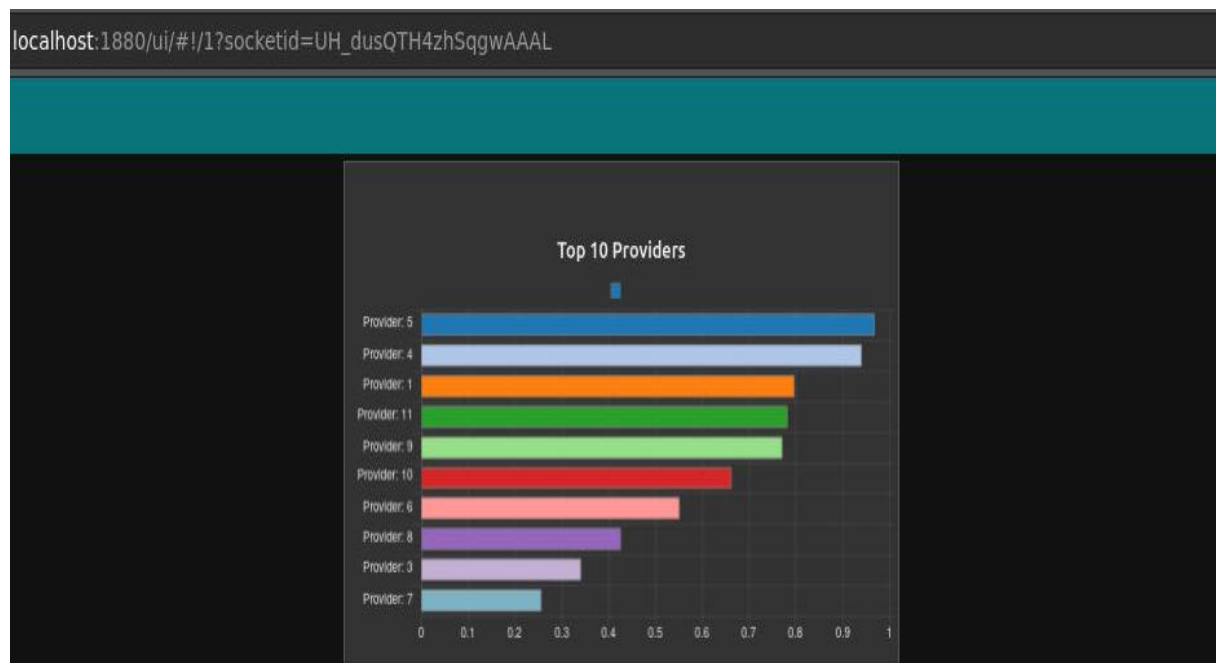 localhost:1880/ui/#!/1?socketid=UH_dusQTH4zhSqgwAAAL
Top 10 Providers
Provider: 5
Provider: 4
Provider: 1
Provider: 11
Provider: 9
Provider: 10
Provider: 6
Provider: 8
Provider: 3
Provider: 7
0 0.1 0.2 0.3 0.4 0.5 0.6 0.7 0.8 0.9 1